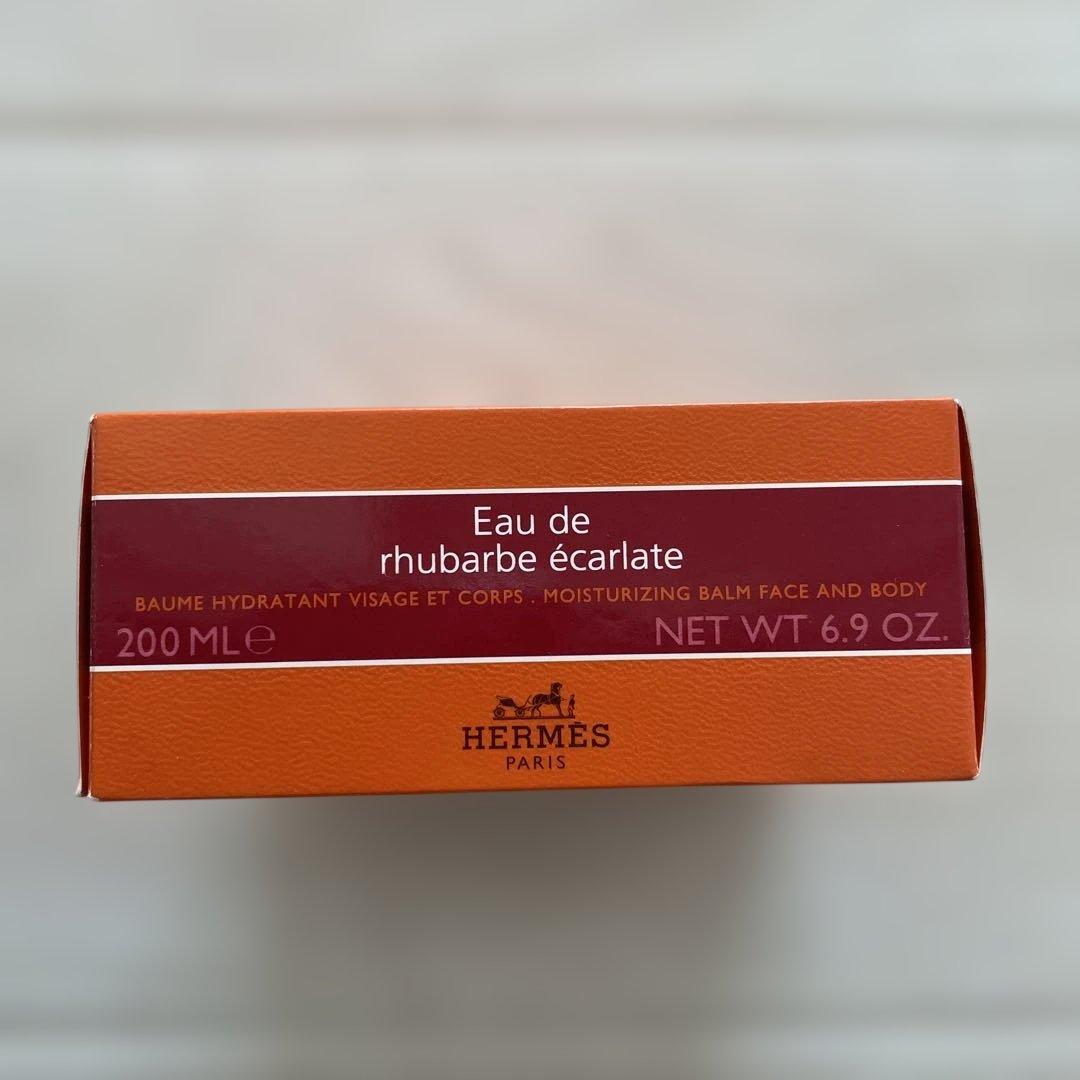 Eau de
rhubarbe écarlate
BAUME HYDRATANT VISAGE ET CORPS . MOISTURIZING BALM FACE AND BODY
200 ML ℮ NET WT 6.9 OZ.
HERMÈS
PARIS